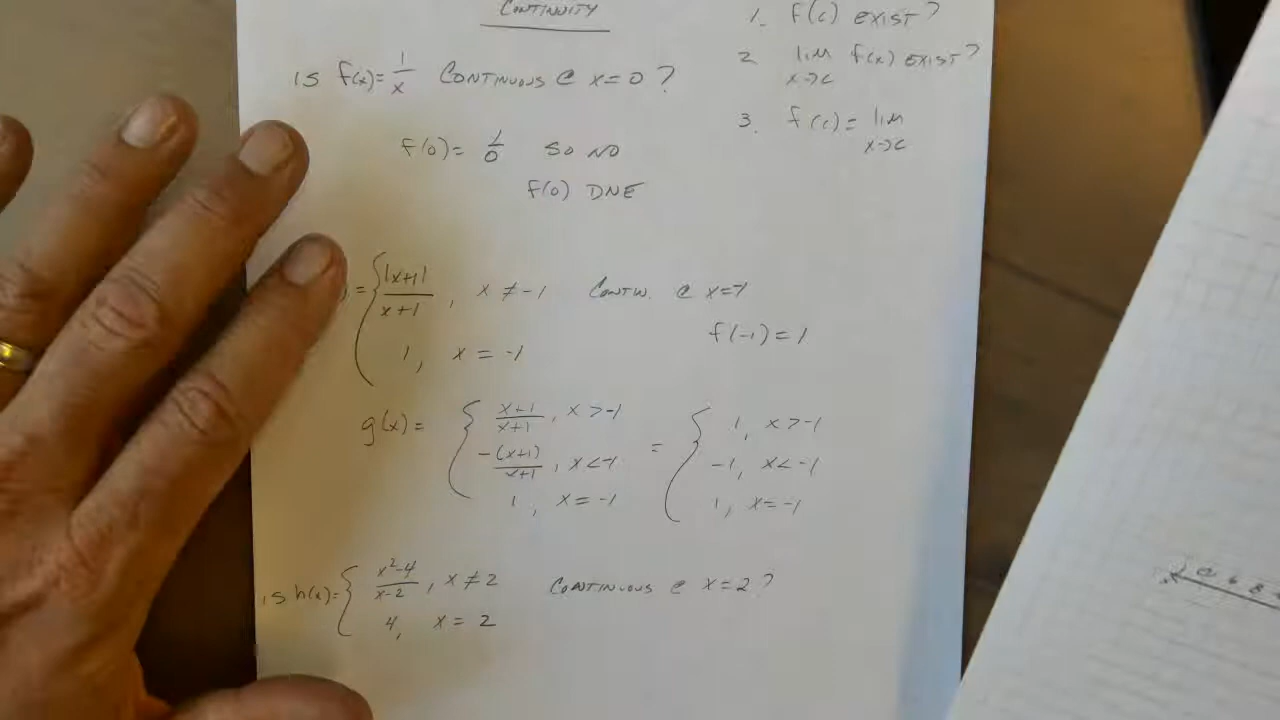 CONTINUITY
1. f(c) EXIST?
2 lim f(x) EXIST?
x→c
3. f(c) = lim
x→c
IS f(x) = 1/x CONTINUOUS @ x=0?
f(0) = 1/0 SO NO
f(0) DNE
) = { |x+1|/x+1 , x ≠ -1 CONTIN. @ x=-1
f(-1) = 1
1, x = -1
g(x) = { x+1/x+1 , x > -1 = { 1, x > -1
-(x+1)/x+1 , x < -1 -1, x < -1
1, x = -1 1, x = -1
IS h(x) = { x²-4/x-2 , x ≠ 2 CONTINUOUS @ x=2?
4, x = 2